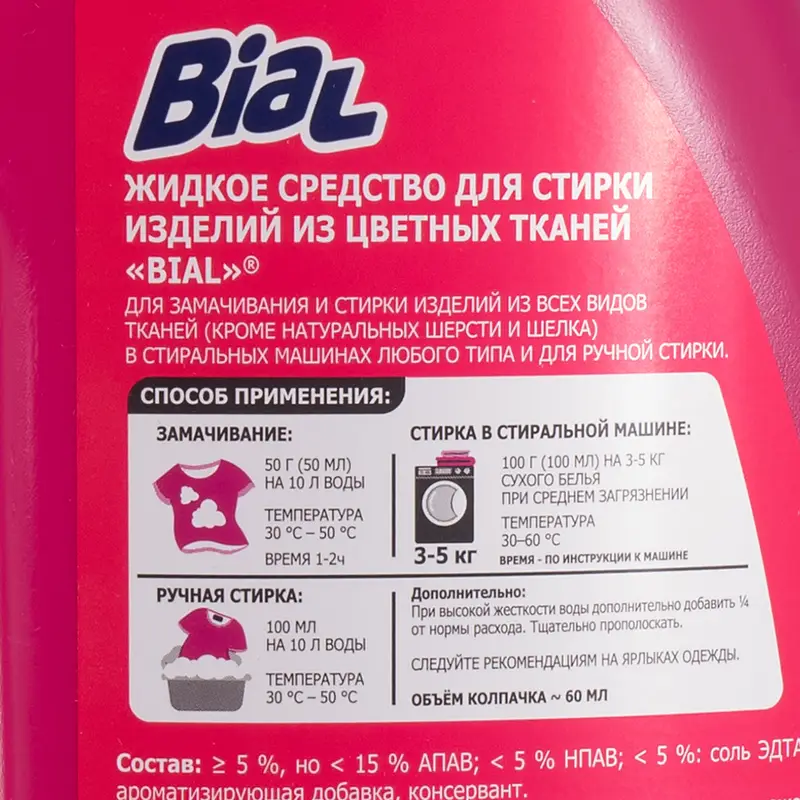 Bial
ЖИДКОЕ СРЕДСТВО ДЛЯ СТИРКИ
ИЗДЕЛИЙ ИЗ ЦВЕТНЫХ ТКАНЕЙ
«BIAL»®
ДЛЯ ЗАМАЧИВАНИЯ И СТИРКИ ИЗДЕЛИЙ ИЗ ВСЕХ ВИДОВ
ТКАНЕЙ (КРОМЕ НАТУРАЛЬНЫХ ШЕРСТИ И ШЕЛКА)
В СТИРАЛЬНЫХ МАШИНАХ ЛЮБОГО ТИПА И ДЛЯ РУЧНОЙ СТИРКИ.
СПОСОБ ПРИМЕНЕНИЯ:
ЗАМАЧИВАНИЕ:
50 Г (50 МЛ)
НА 10 Л ВОДЫ
ТЕМПЕРАТУРА
30 °C – 50 °C
ВРЕМЯ 1-2ч
СТИРКА В СТИРАЛЬНОЙ МАШИНЕ:
100 Г (100 МЛ) НА 3-5 КГ
СУХОГО БЕЛЬЯ
ПРИ СРЕДНЕМ ЗАГРЯЗНЕНИИ
ТЕМПЕРАТУРА
30–60 °C
3-5 кг
ВРЕМЯ - ПО ИНСТРУКЦИИ К МАШИНЕ
РУЧНАЯ СТИРКА:
100 МЛ
НА 10 Л ВОДЫ
ТЕМПЕРАТУРА
30 °C – 50 °C
Дополнительно:
При высокой жесткости воды дополнительно добавить ¼
от нормы расхода. Тщательно прополоскать.
СЛЕДУЙТЕ РЕКОМЕНДАЦИЯМ НА ЯРЛЫКАХ ОДЕЖДЫ.
ОБЪЁМ КОЛПАЧКА ~ 60 МЛ
Состав: ≥ 5 %, но < 15 % АПАВ; < 5 % НПАВ; < 5 %: соль ЭДТА
ароматизирующая добавка, консервант.